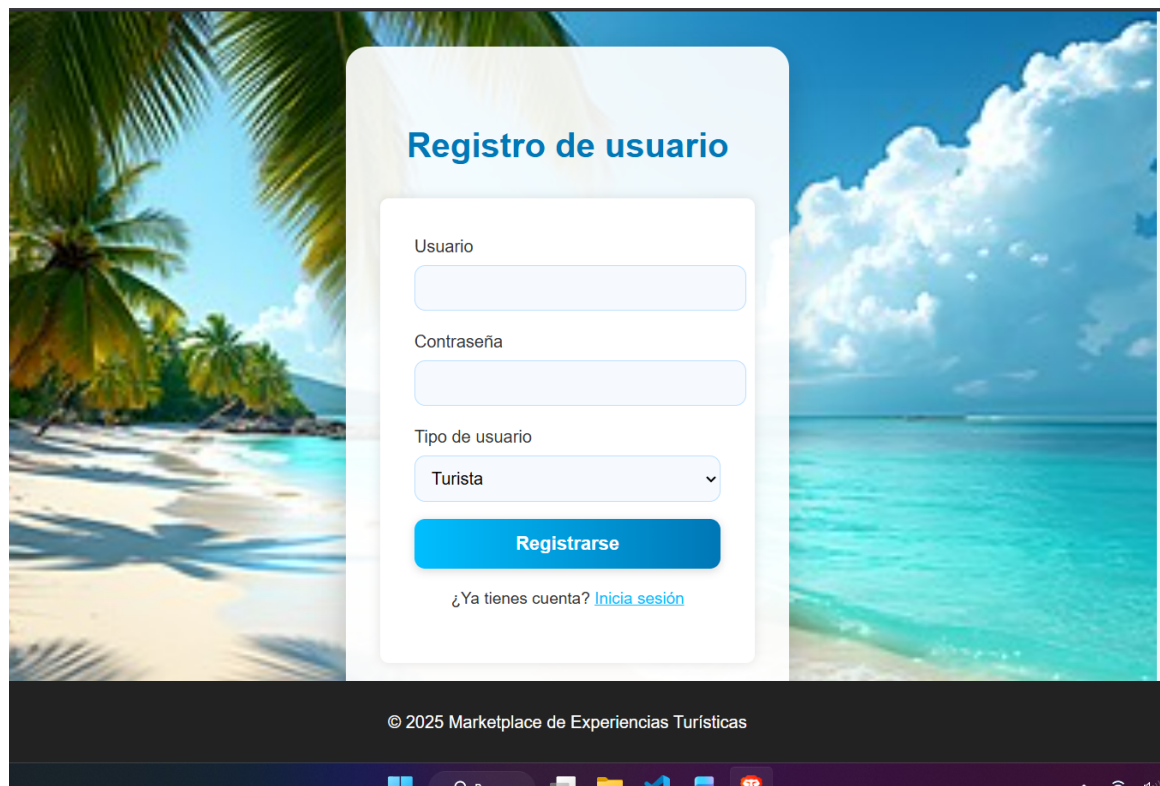 Registro de usuario
Usuario
Contraseña
Tipo de usuario
Turista
Registrarse
¿Ya tienes cuenta? Inicia sesión
© 2025 Marketplace de Experiencias Turísticas